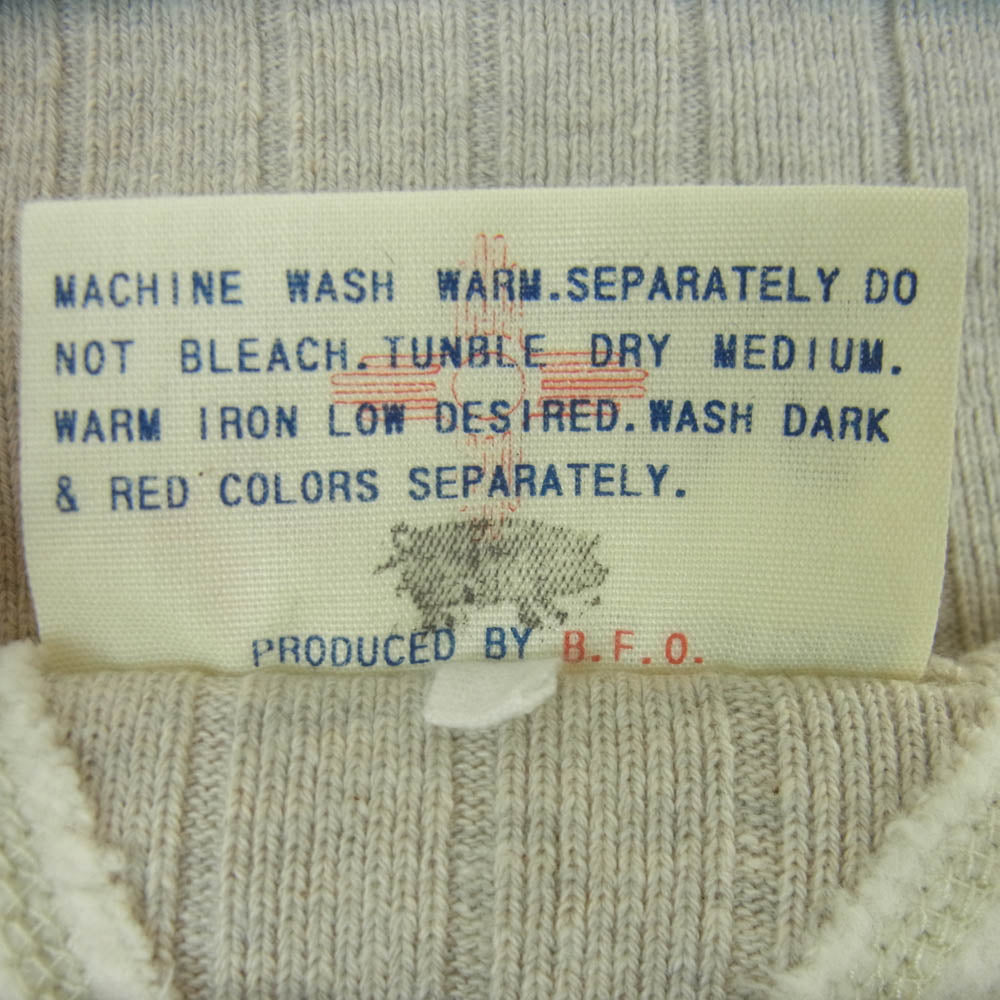 MACHINE WASH WARM.SEPARATELY DO
NOT BLEACH.TUNBLE DRY MEDIUM.
WARM IRON LOW DESIRED.WASH DARK
& RED COLORS SEPARATELY.
PRODUCED BY B.F.O.